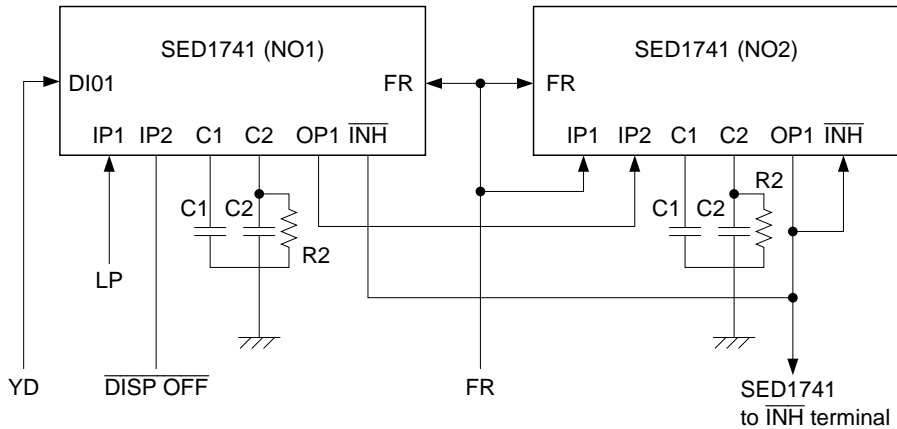 SED1741 (NO1)
SED1741 (NO2)
DI01
FR
FR
IP1 IP2 C1 C2 OP1 INH
IP1 IP2 C1 C2 OP1 INH
C1 C2
R2
C1 C2
R2
LP
YD
DISP OFF
FR
SED1741
to INH terminal